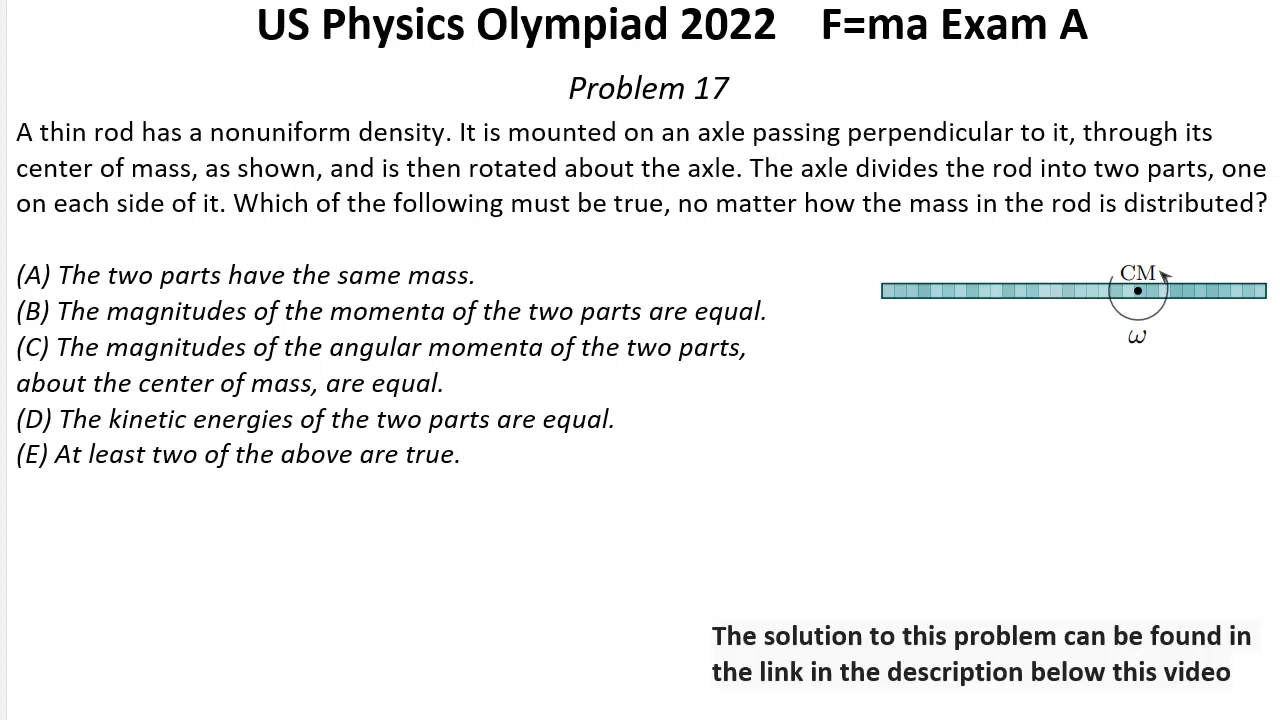 US Physics Olympiad 2022 F=ma Exam A
Problem 17
A thin rod has a nonuniform density. It is mounted on an axle passing perpendicular to it, through its
center of mass, as shown, and is then rotated about the axle. The axle divides the rod into two parts, one
on each side of it. Which of the following must be true, no matter how the mass in the rod is distributed?
(A) The two parts have the same mass.
(B) The magnitudes of the momenta of the two parts are equal.
(C) The magnitudes of the angular momenta of the two parts,
about the center of mass, are equal.
(D) The kinetic energies of the two parts are equal.
(E) At least two of the above are true.
CM
ω
The solution to this problem can be found in
the link in the description below this video